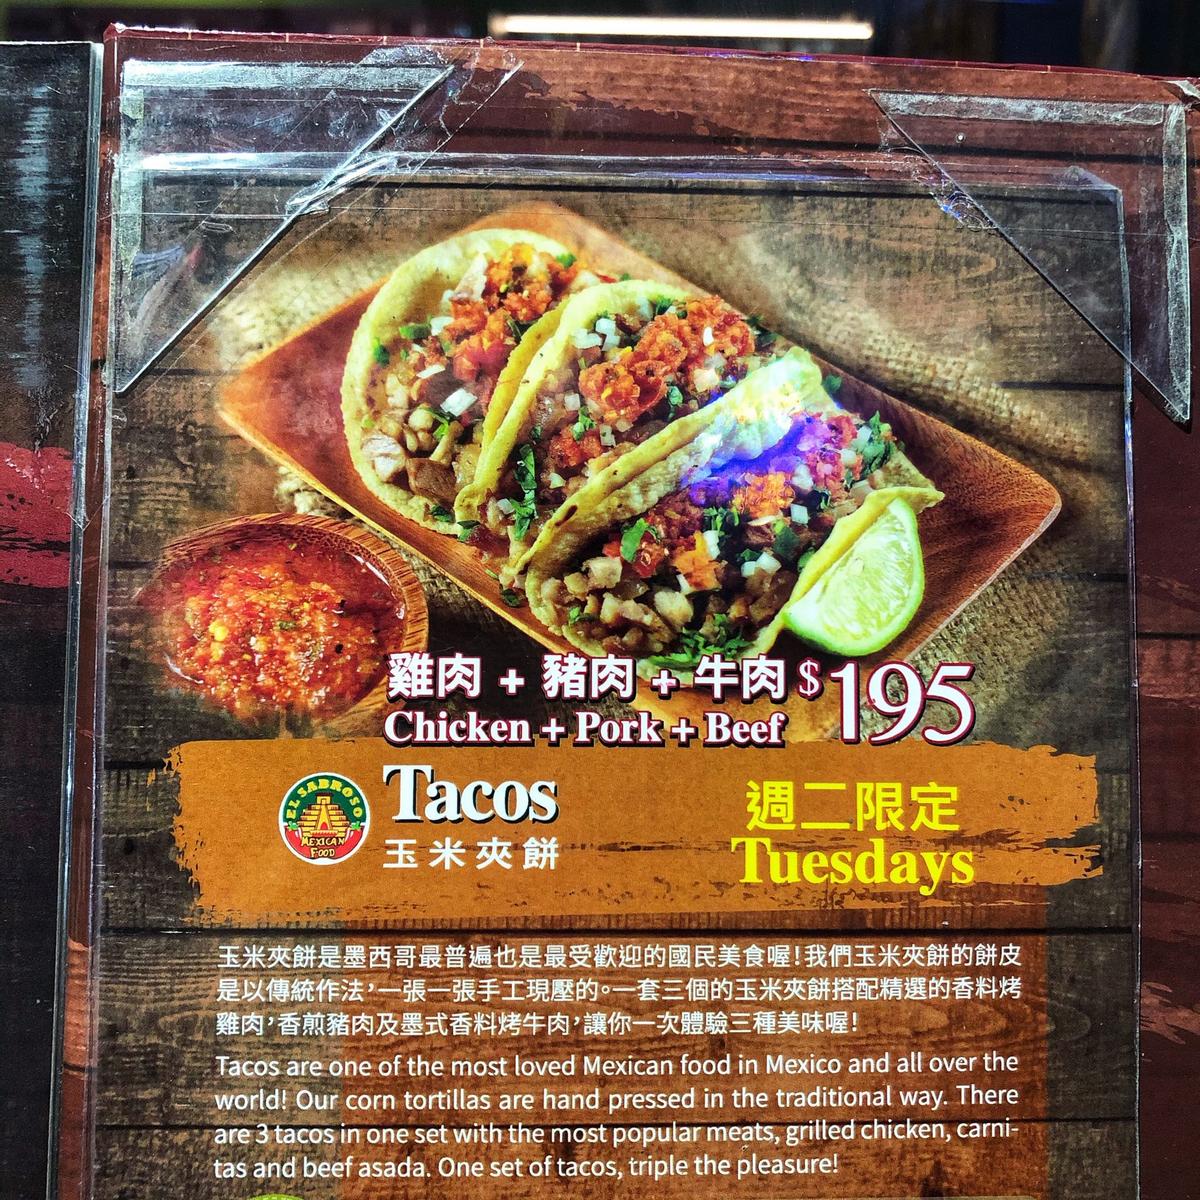 雞肉 + 豬肉 + 牛肉 $195
Chicken + Pork + Beef
EL SABROSO
MEXICAN
FOOD
Tacos
玉米夾餅
週二限定
Tuesdays
玉米夾餅是墨西哥最普遍也是最受歡迎的國民美食喔!我們玉米夾餅的餅皮
是以傳統作法,一張一張手工現壓的。一套三個的玉米夾餅搭配精選的香料烤
雞肉,香煎豬肉及墨式香料烤牛肉,讓你一次體驗三種美味喔!
Tacos are one of the most loved Mexican food in Mexico and all over the
world! Our corn tortillas are hand pressed in the traditional way. There
are 3 tacos in one set with the most popular meats, grilled chicken, carni-
tas and beef asada. One set of tacos, triple the pleasure!